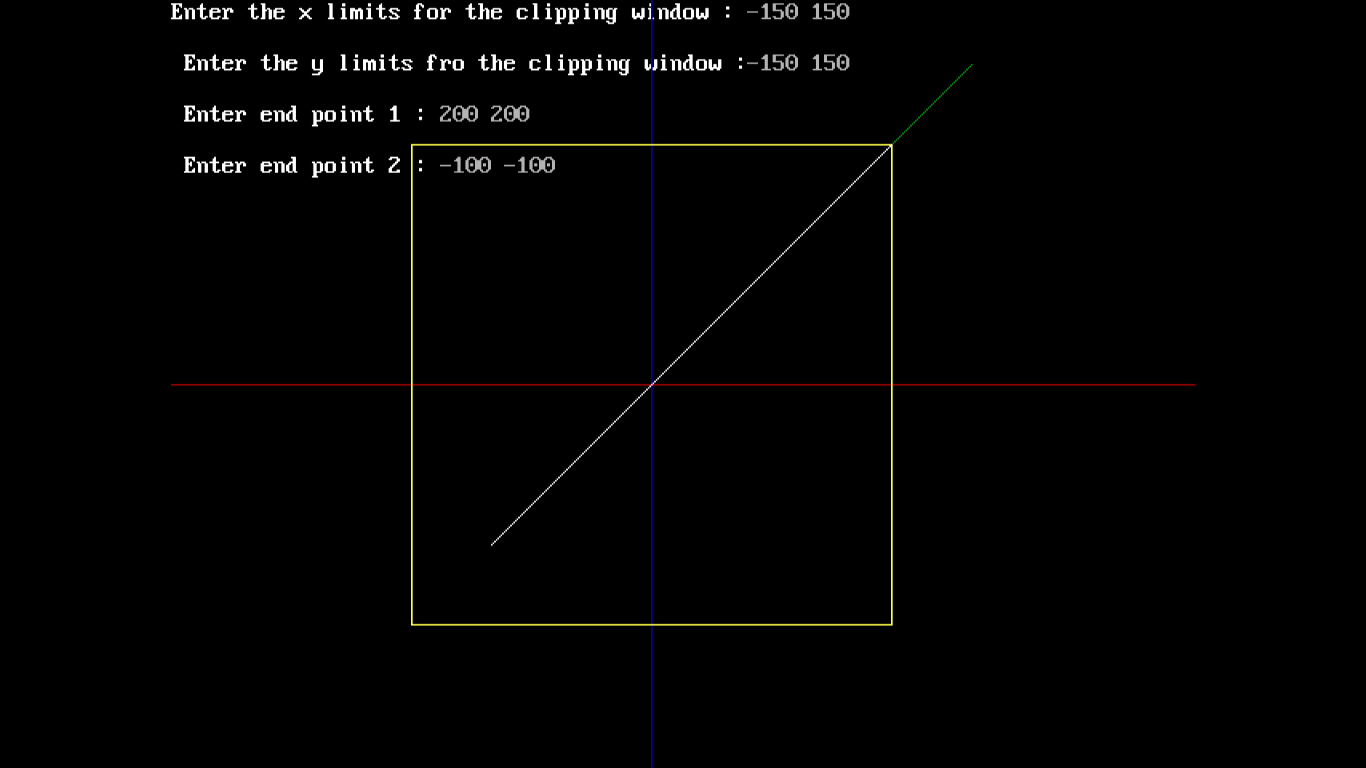 Enter the x limits for the clipping window : -150 150
Enter the y limits fro the clipping window :-150 150
Enter end point 1 : 200 200
Enter end point 2 : -100 -100